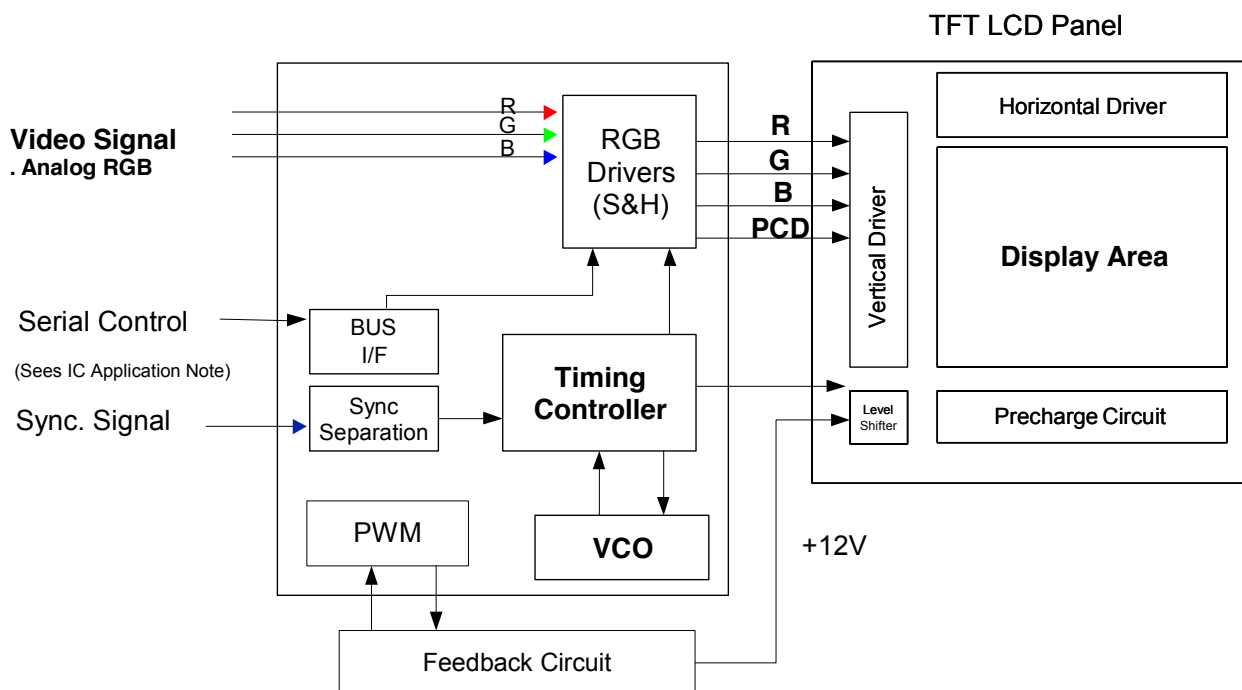 TFT LCD Panel
Video Signal
. Analog RGB
R
G
B
RGB
Drivers
(S&H)
R
G
B
PCD
Vertical Driver
Horizontal Driver
Display Area
Serial Control
(Sees IC Application Note)
BUS
I/F
Sync. Signal
Sync
Separation
Timing
Controller
Level
Shifter
Precharge Circuit
PWM
VCO
+12V
Feedback Circuit